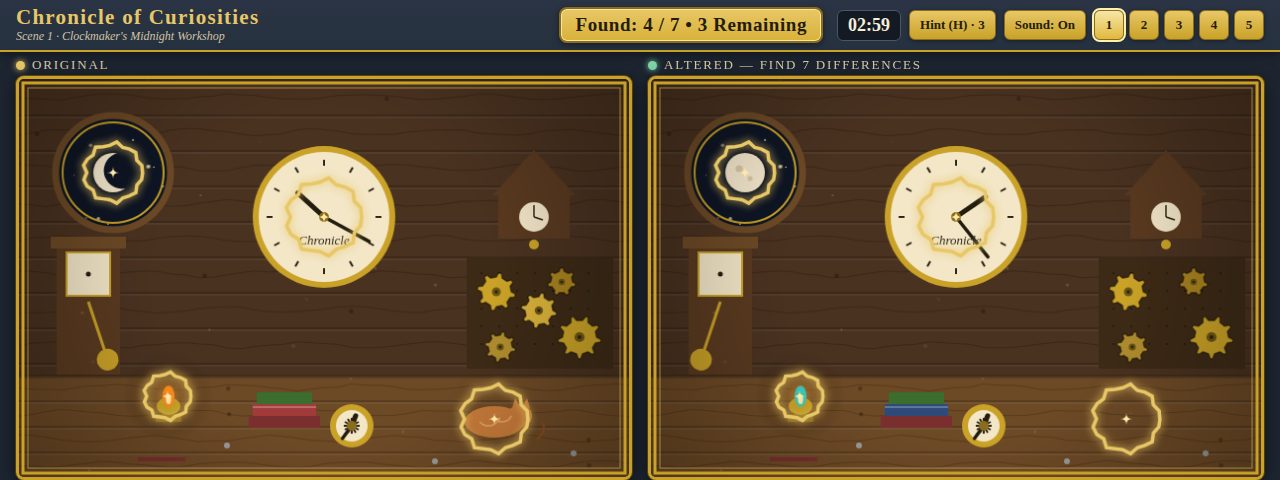 Chronicle of Curiosities
Scene 1 · Clockmaker's Midnight Workshop
Found: 4 / 7 • 3 Remaining
02:59
Hint (H) · 3
Sound: On
1
2
3
4
5
ORIGINAL
ALTERED — FIND 7 DIFFERENCES
Chronicle
Chronicle